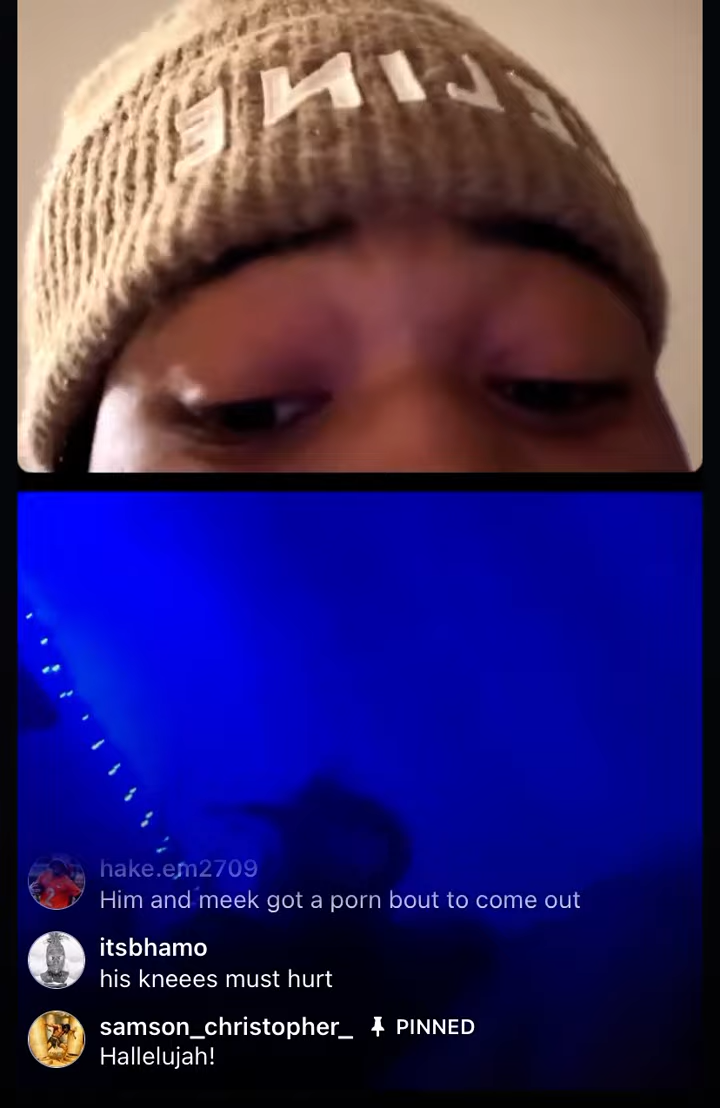 ELINE
hake.em2709
Him and meek got a porn bout to come out
itsbhamo
his kneees must hurt
samson_christopher_ PINNED
Hallelujah!